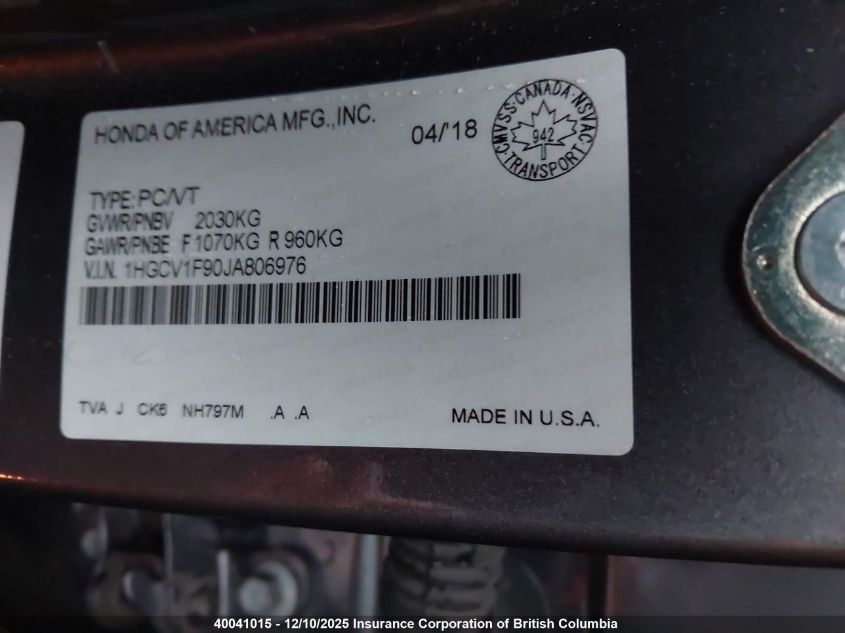 HONDA OF AMERICA MFG.,INC.
04/'18
CMVSS·CANADA·NSVAC
942
TRANSPORT
TYPE: PC/VT
GVWR/PNBV 2030KG
GAWR/PNBE F 1070KG R 960KG
V.I.N. 1HGCV1F90JA806976
TVA J CK6 NH797M .A .A
MADE IN U.S.A.
40041015 - 12/10/2025 Insurance Corporation of British Columbia